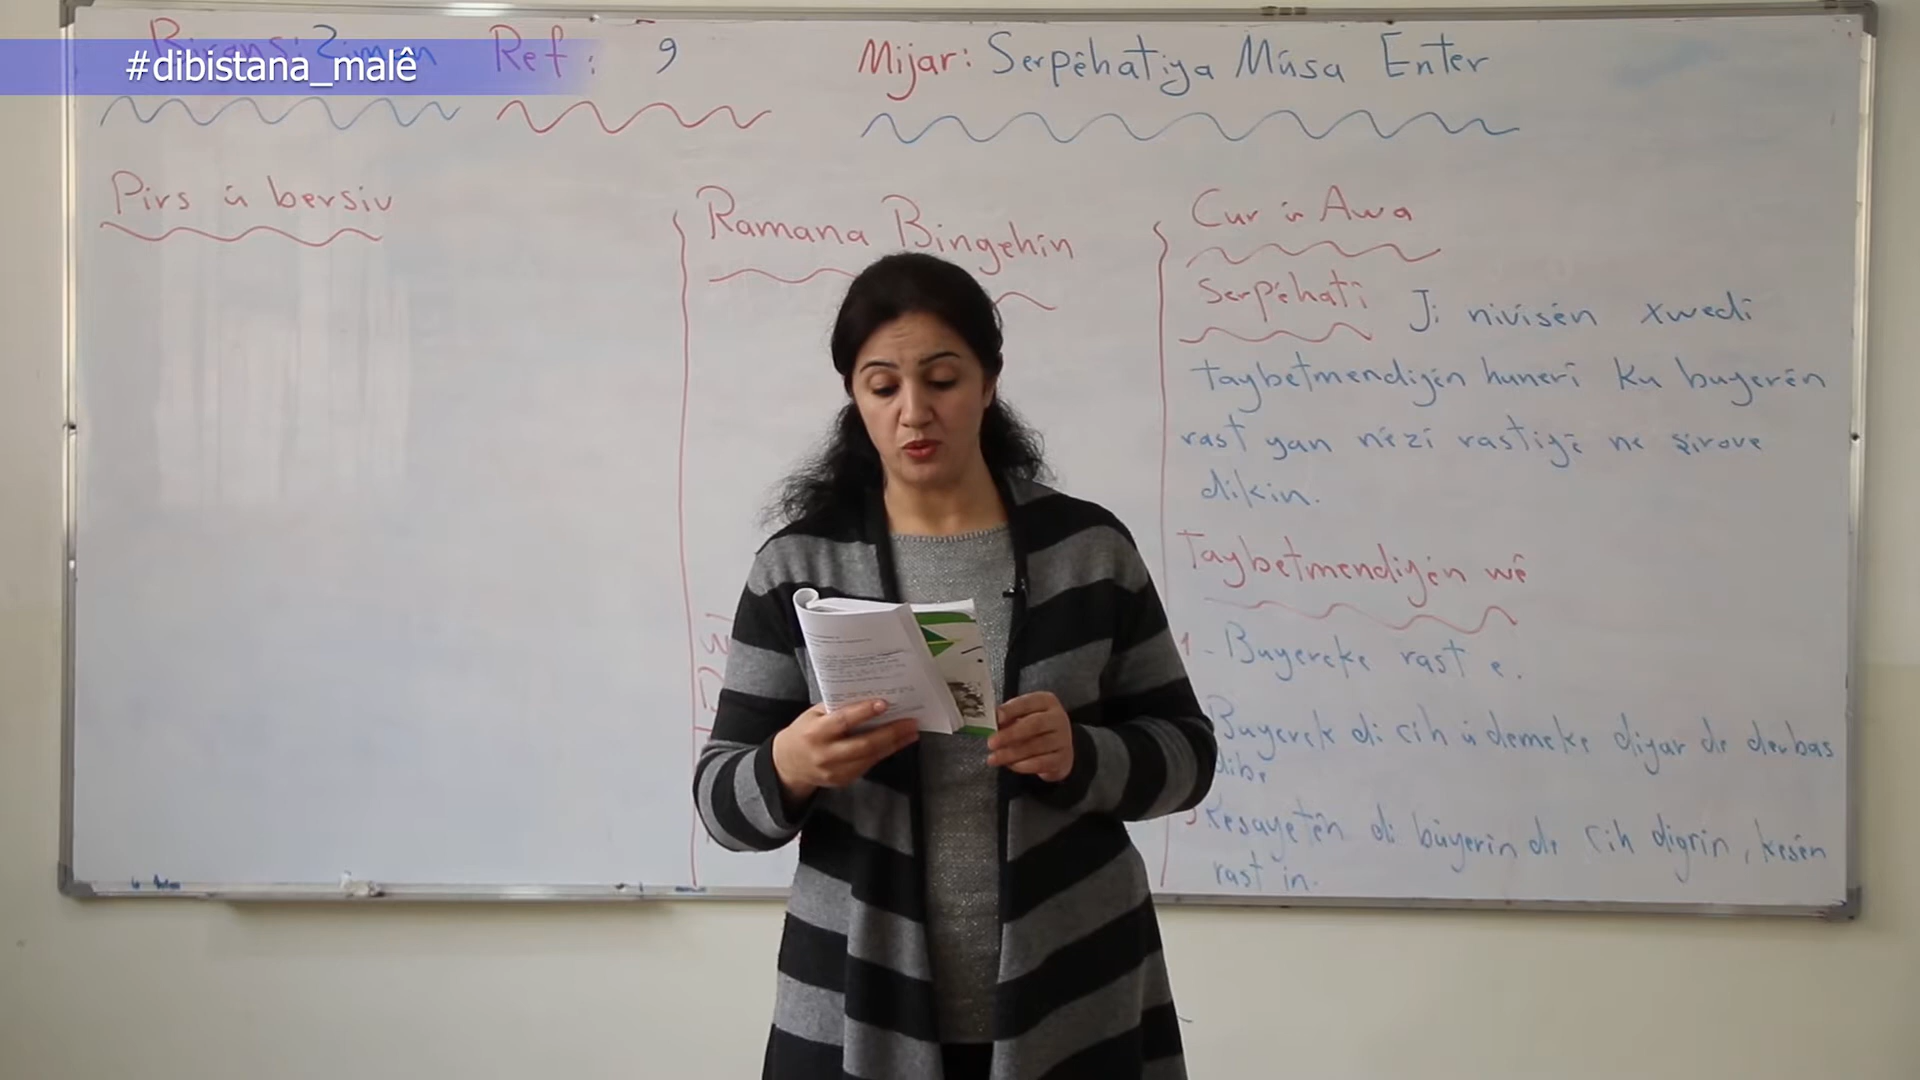 #dibistana_malê
Ref: 9
Mijar: Serpêhatiya Mûsa Enter
Pirs û bersiv
Ramana Bingehîn
Cur û Awa
Serpêhatî Ji nivîsên xwedî
taybetmendiyên hunerî ku buyerên
rast yan nêzî rastiyê ne şirove
dikin.
Taybetmendiyên wê
1- Buyereke rast e.
Buyerek di cih û demeke diyar de derbas
dibe
Kesayetên di bûyerin de cih digrin, kesên
rast in.